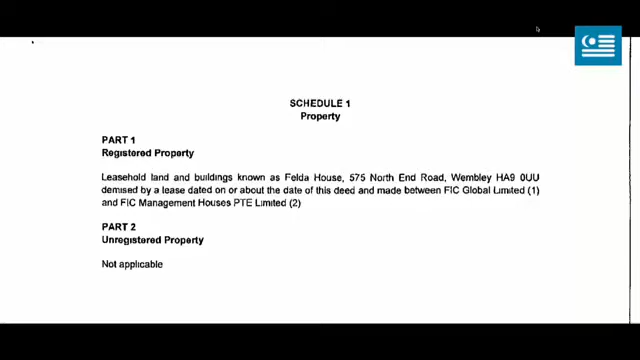 SCHEDULE 1
Property
PART 1
Registered Property
Leasehold land and buildings known as Felda House, 575 North End Road, Wembley HA9 0UU
demised by a lease dated on or about the date of this deed and made between FIC Global Limited (1)
and FIC Management Houses PTE Limited (2)
PART 2
Unregistered Property
Not applicable